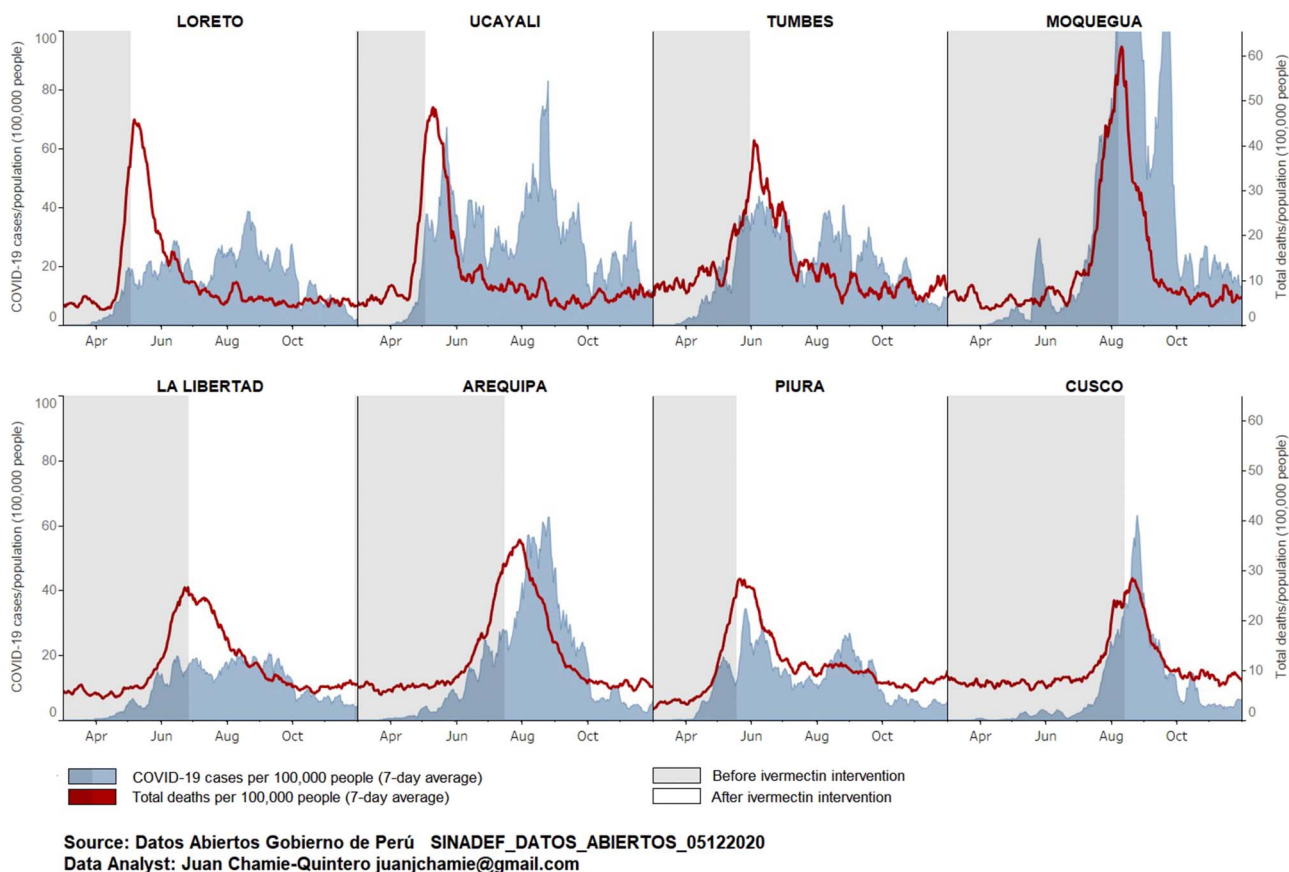 LORETO UCAYALI TUMBES MOQUEGUA
COVID-19 cases/population (100,000 people)
100
80
60
40
20
0
Total deaths/population (100,000 people)
60
50
40
30
20
10
0
Apr Jun Aug Oct Apr Jun Aug Oct Apr Jun Aug Oct Apr Jun Aug Oct
LA LIBERTAD AREQUIPA PIURA CUSCO
COVID-19 cases/population (100,000 people)
100
80
60
40
20
0
Total deaths/population (100,000 people)
60
50
40
30
20
10
0
Apr Jun Aug Oct Apr Jun Aug Oct Apr Jun Aug Oct Apr Jun Aug Oct
COVID-19 cases per 100,000 people (7-day average)
Total deaths per 100,000 people (7-day average)
Before ivermectin intervention
After ivermectin intervention
Source: Datos Abiertos Gobierno de Perú SINADEF_DATOS_ABIERTOS_05122020
Data Analyst: Juan Chamie-Quintero juanjchamie@gmail.com